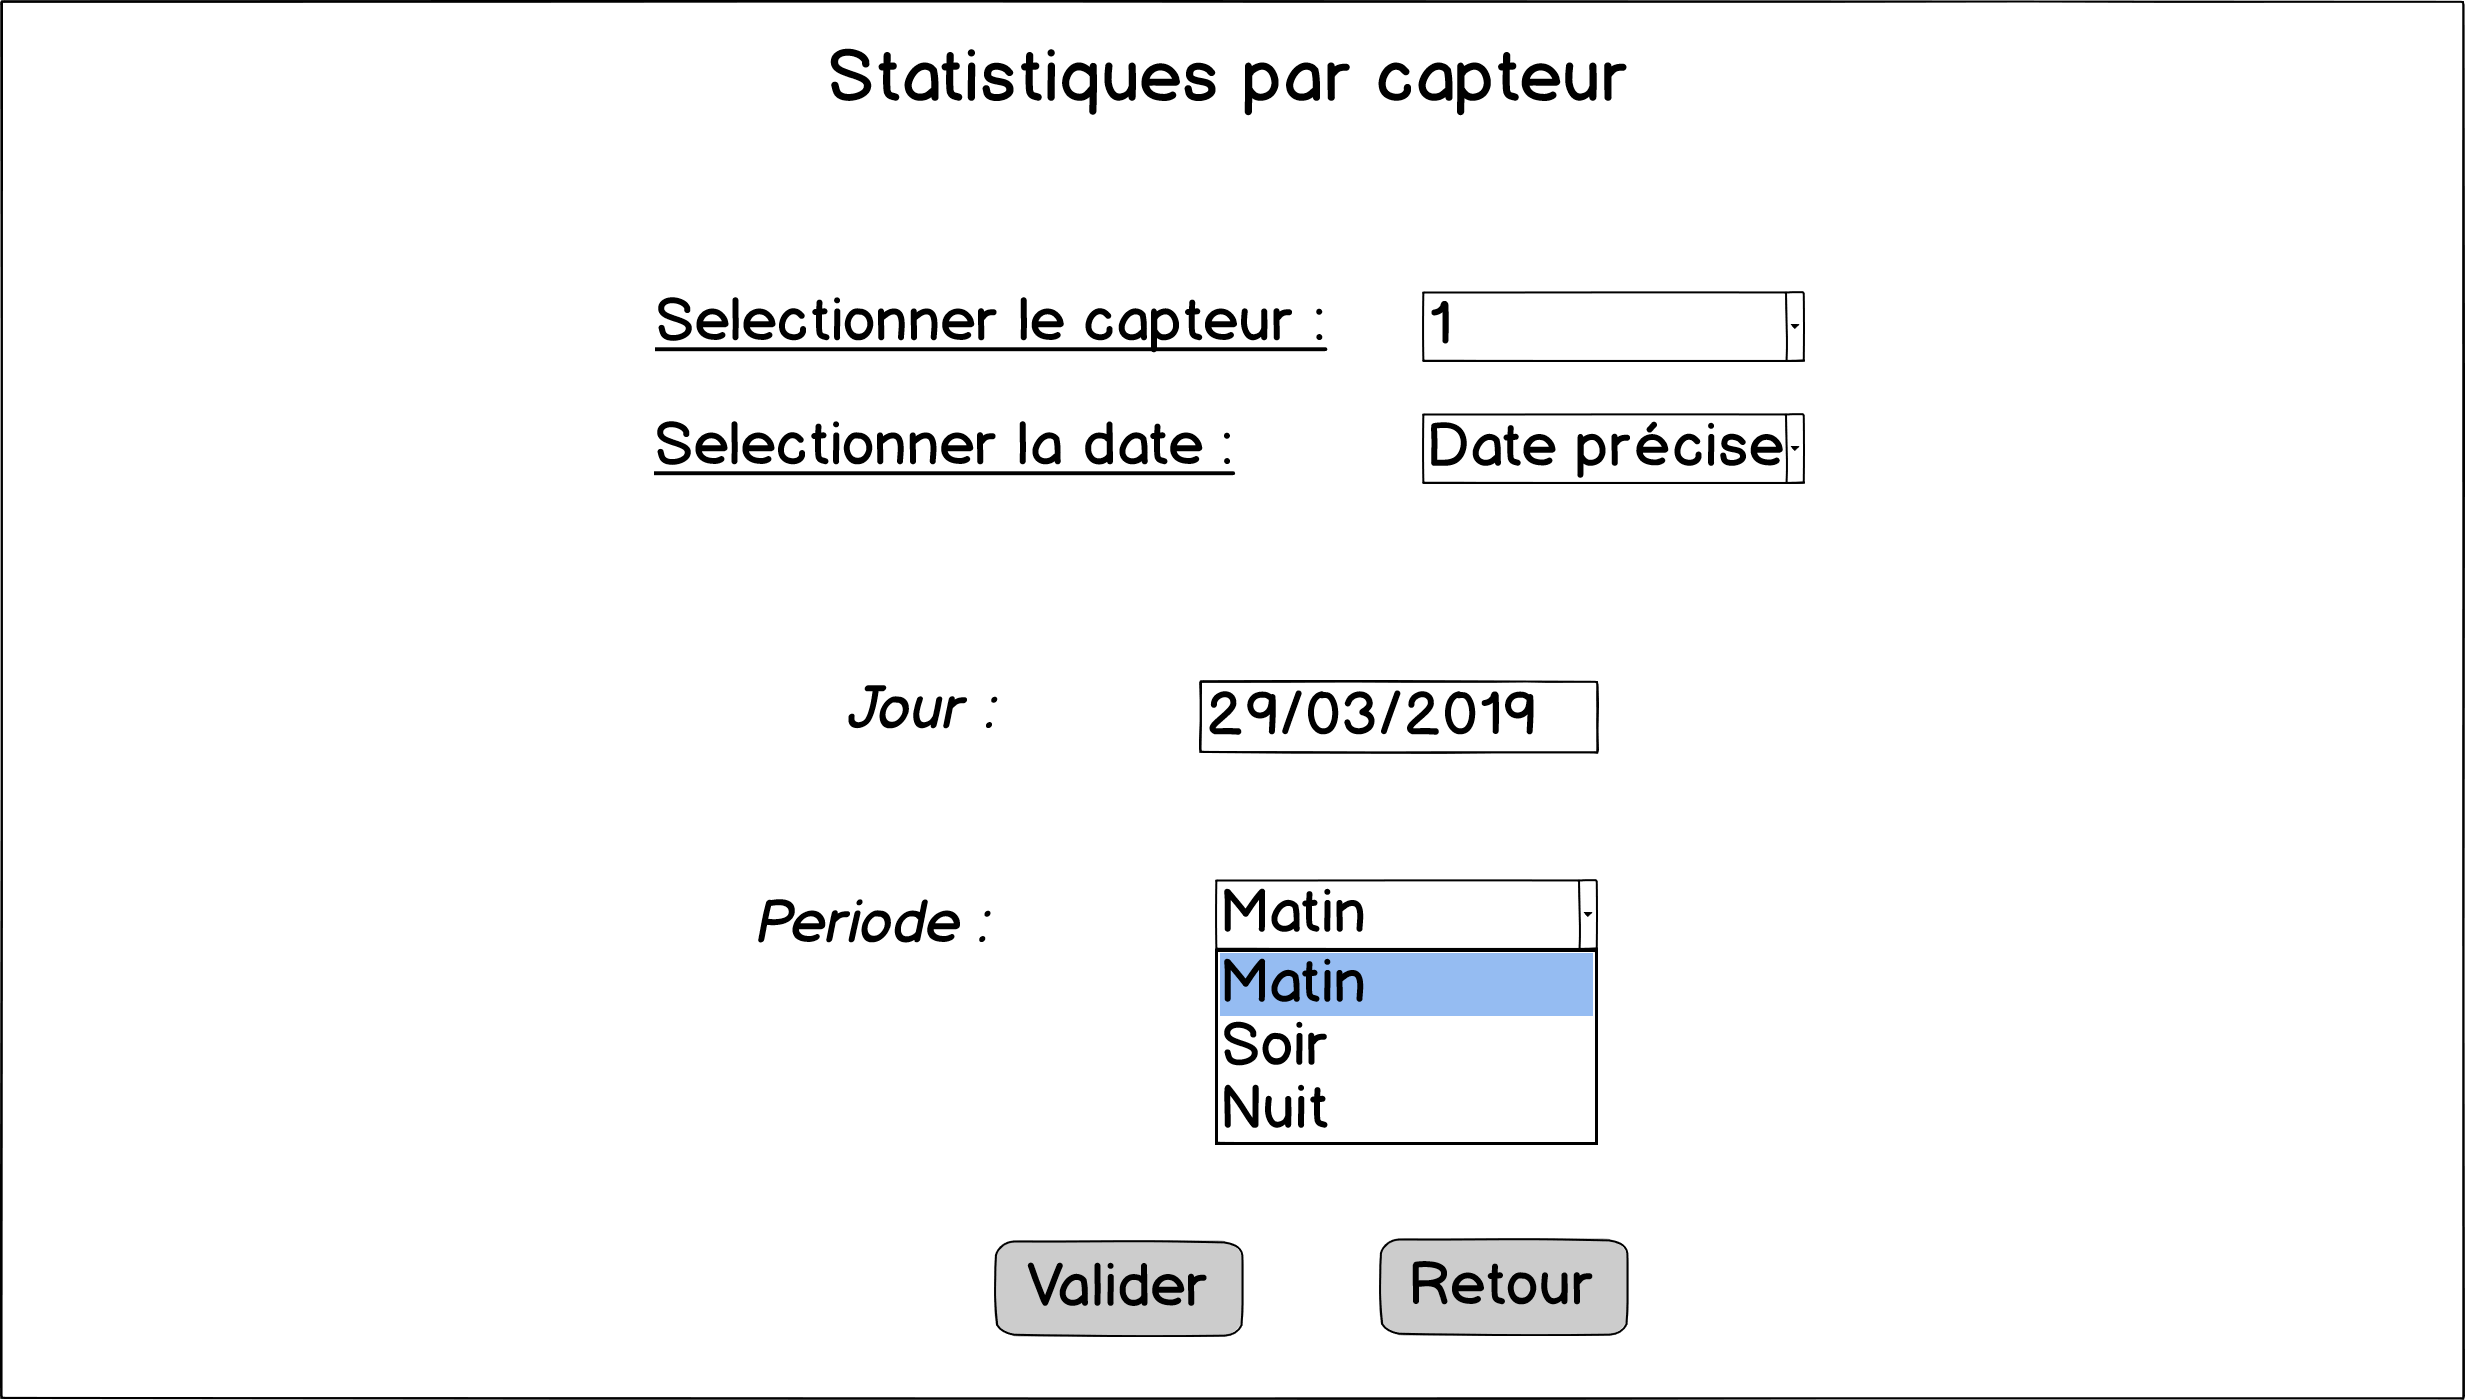 Statistiques par capteur
Selectionner le capteur : 1
Selectionner la date : Date précise
Jour : 29/03/2019
Periode : Matin
Matin
Soir
Nuit
Valider Retour